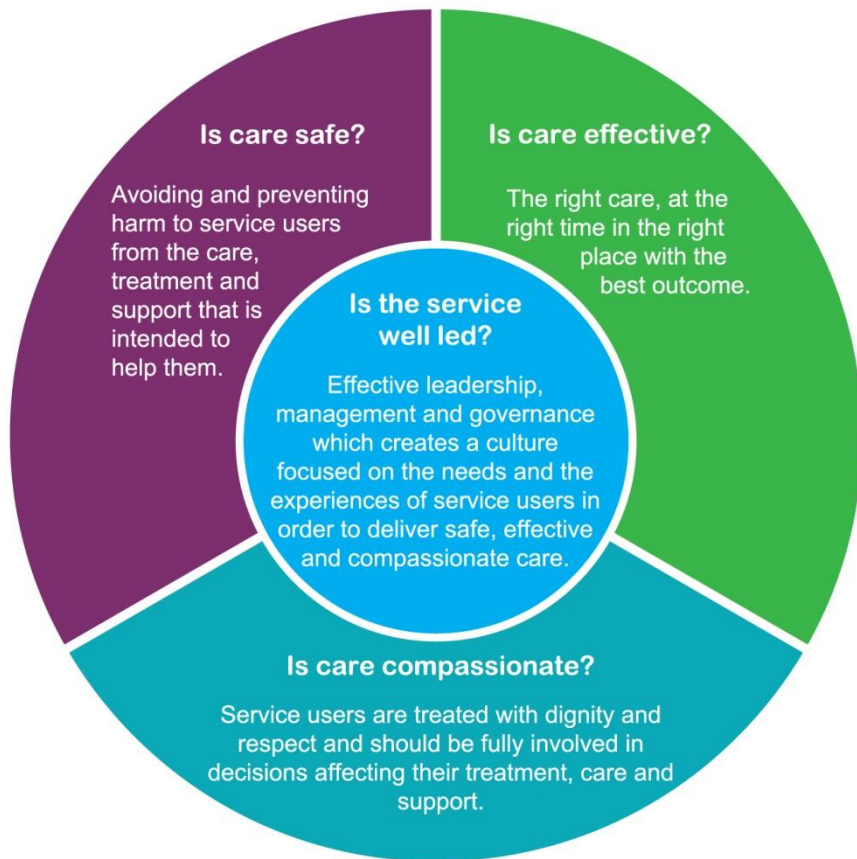 Is care safe?
Avoiding and preventing
harm to service users
from the care,
treatment and
support that is
intended to
help them.
Is care effective?
The right care, at the
right time in the right
place with the
best outcome.
Is the service
well led?
Effective leadership,
management and governance
which creates a culture
focused on the needs and the
experiences of service users in
order to deliver safe, effective
and compassionate care.
Is care compassionate?
Service users are treated with dignity and
respect and should be fully involved in
decisions affecting their treatment, care and
support.